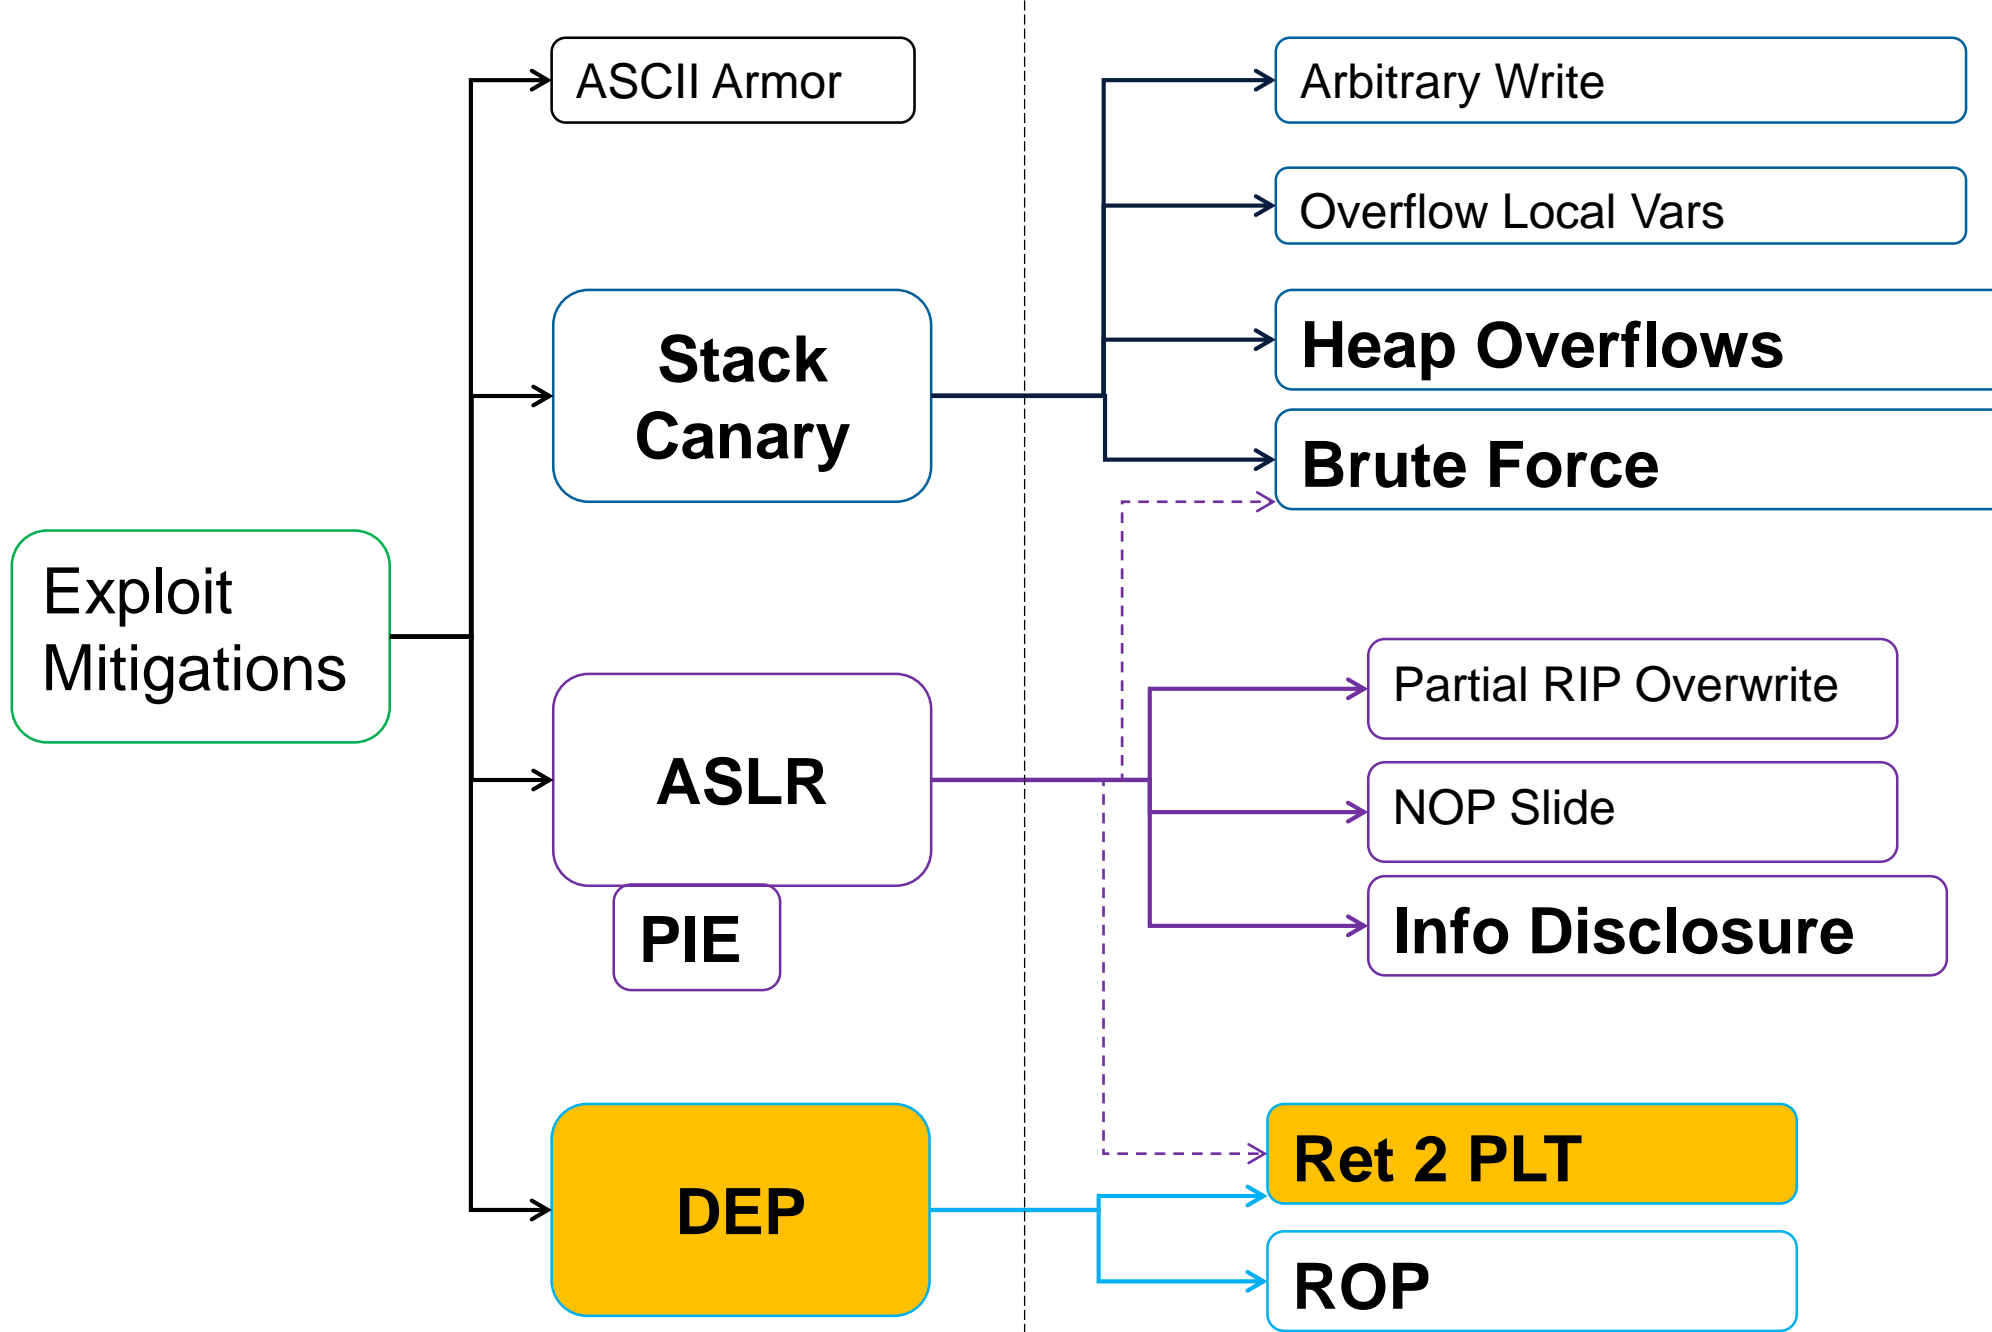 ASCII Armor
Arbitrary Write
Overflow Local Vars
Stack
Canary
Heap Overflows
Brute Force
Exploit
Mitigations
ASLR
PIE
Partial RIP Overwrite
NOP Slide
Info Disclosure
DEP
Ret 2 PLT
ROP